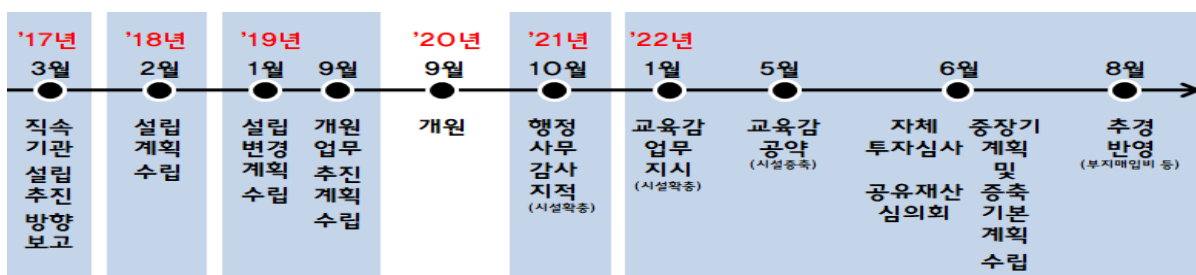 '17년
'18년
'19년
'20년
'21년
'22년
3월
2월
1월
9월
9월
10월
1월
5월
6월
8월
직속
기관
설립
추진
방향
보고
설립
계획
수립
설립
변경
계획
수립
개원
업무
추진
계획
수립
개원
행정
사무
감사
지적
(시설확충)
교육감
업무
지시
(시설확충)
교육감
공약
(시설증축)
자체
투자심사
공유재산
심의회
중장기
계획
및
증축
기본
계획
수립
추경
반영
(부지매입비 등)